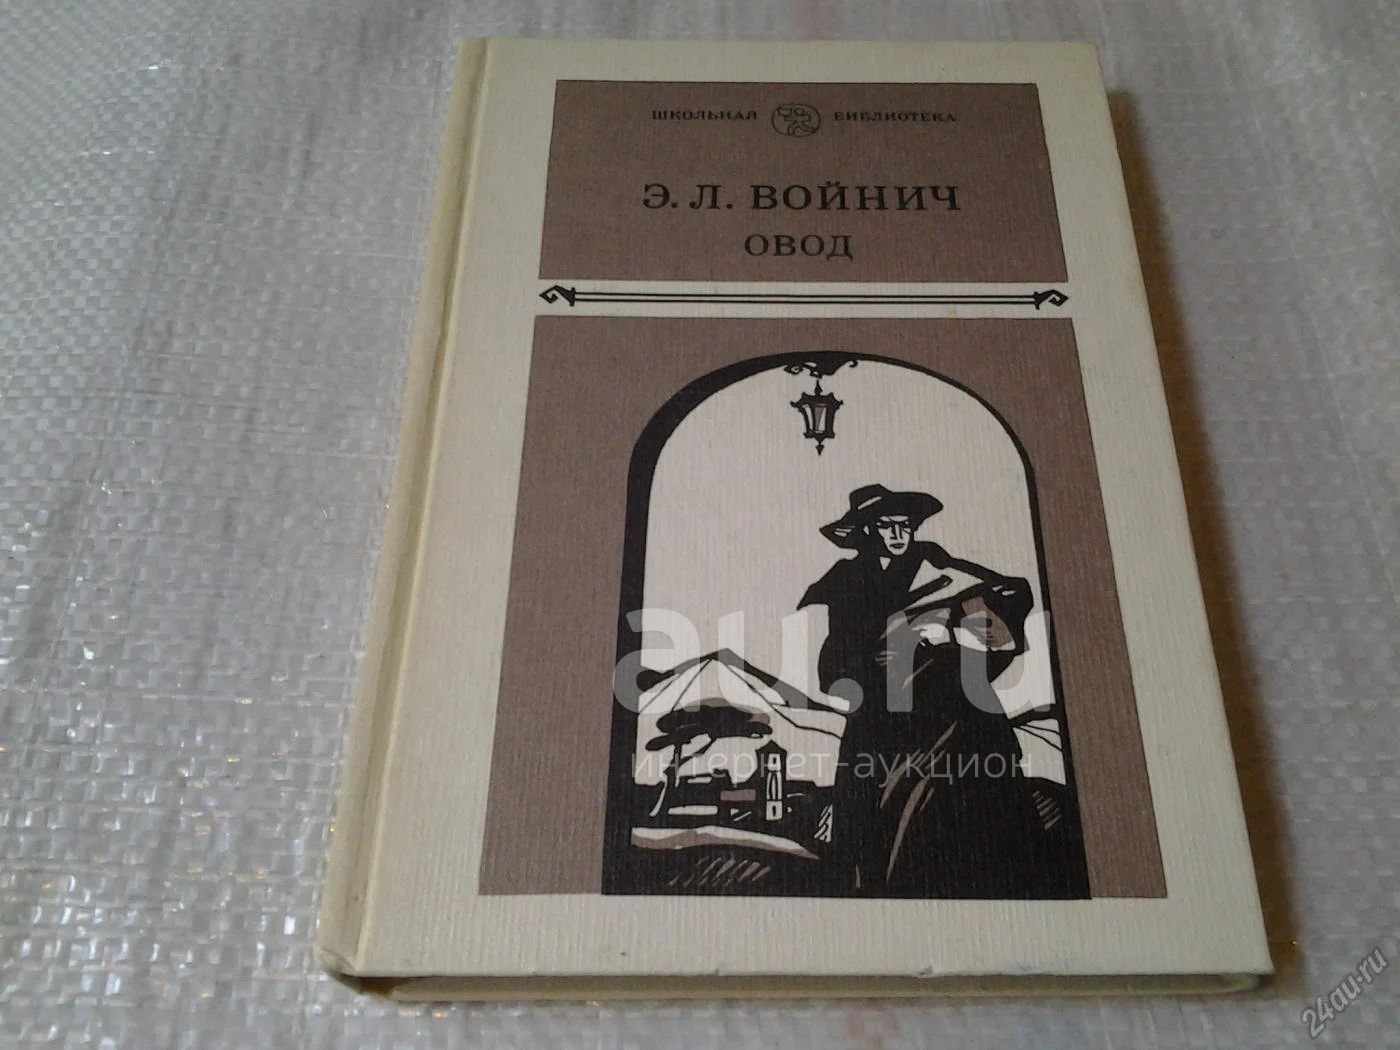 ШКОЛЬНАЯ БИБЛИОТЕКА
Э. Л. ВОЙНИЧ
ОВОД
au.ru
интернет-аукцион
24au.ru